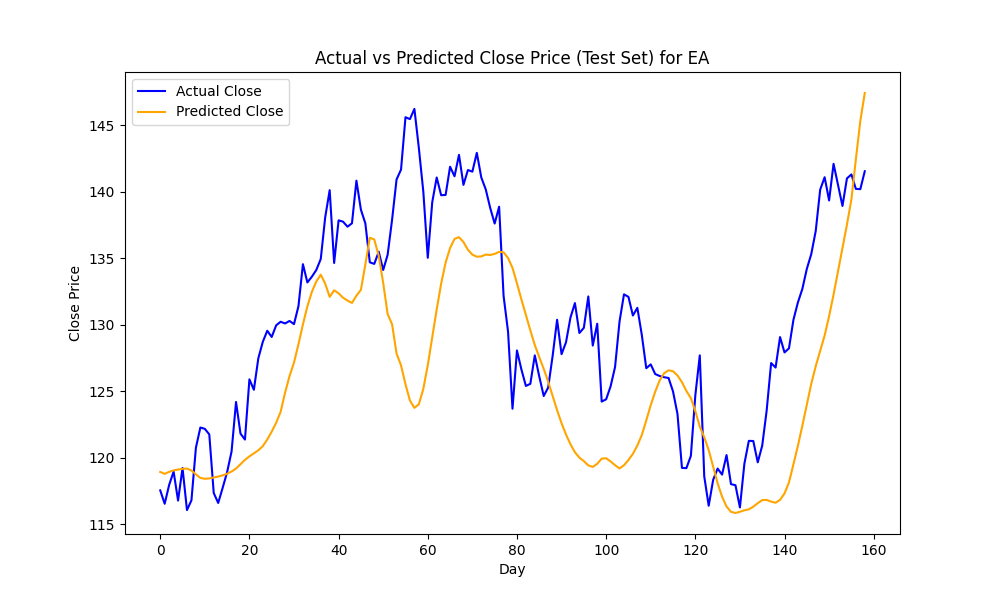 Actual vs Predicted Close Price (Test Set) for EA
Actual Close
Predicted Close
Close Price
145
140
135
130
125
120
115
0 20 40 60 80 100 120 140 160
Day